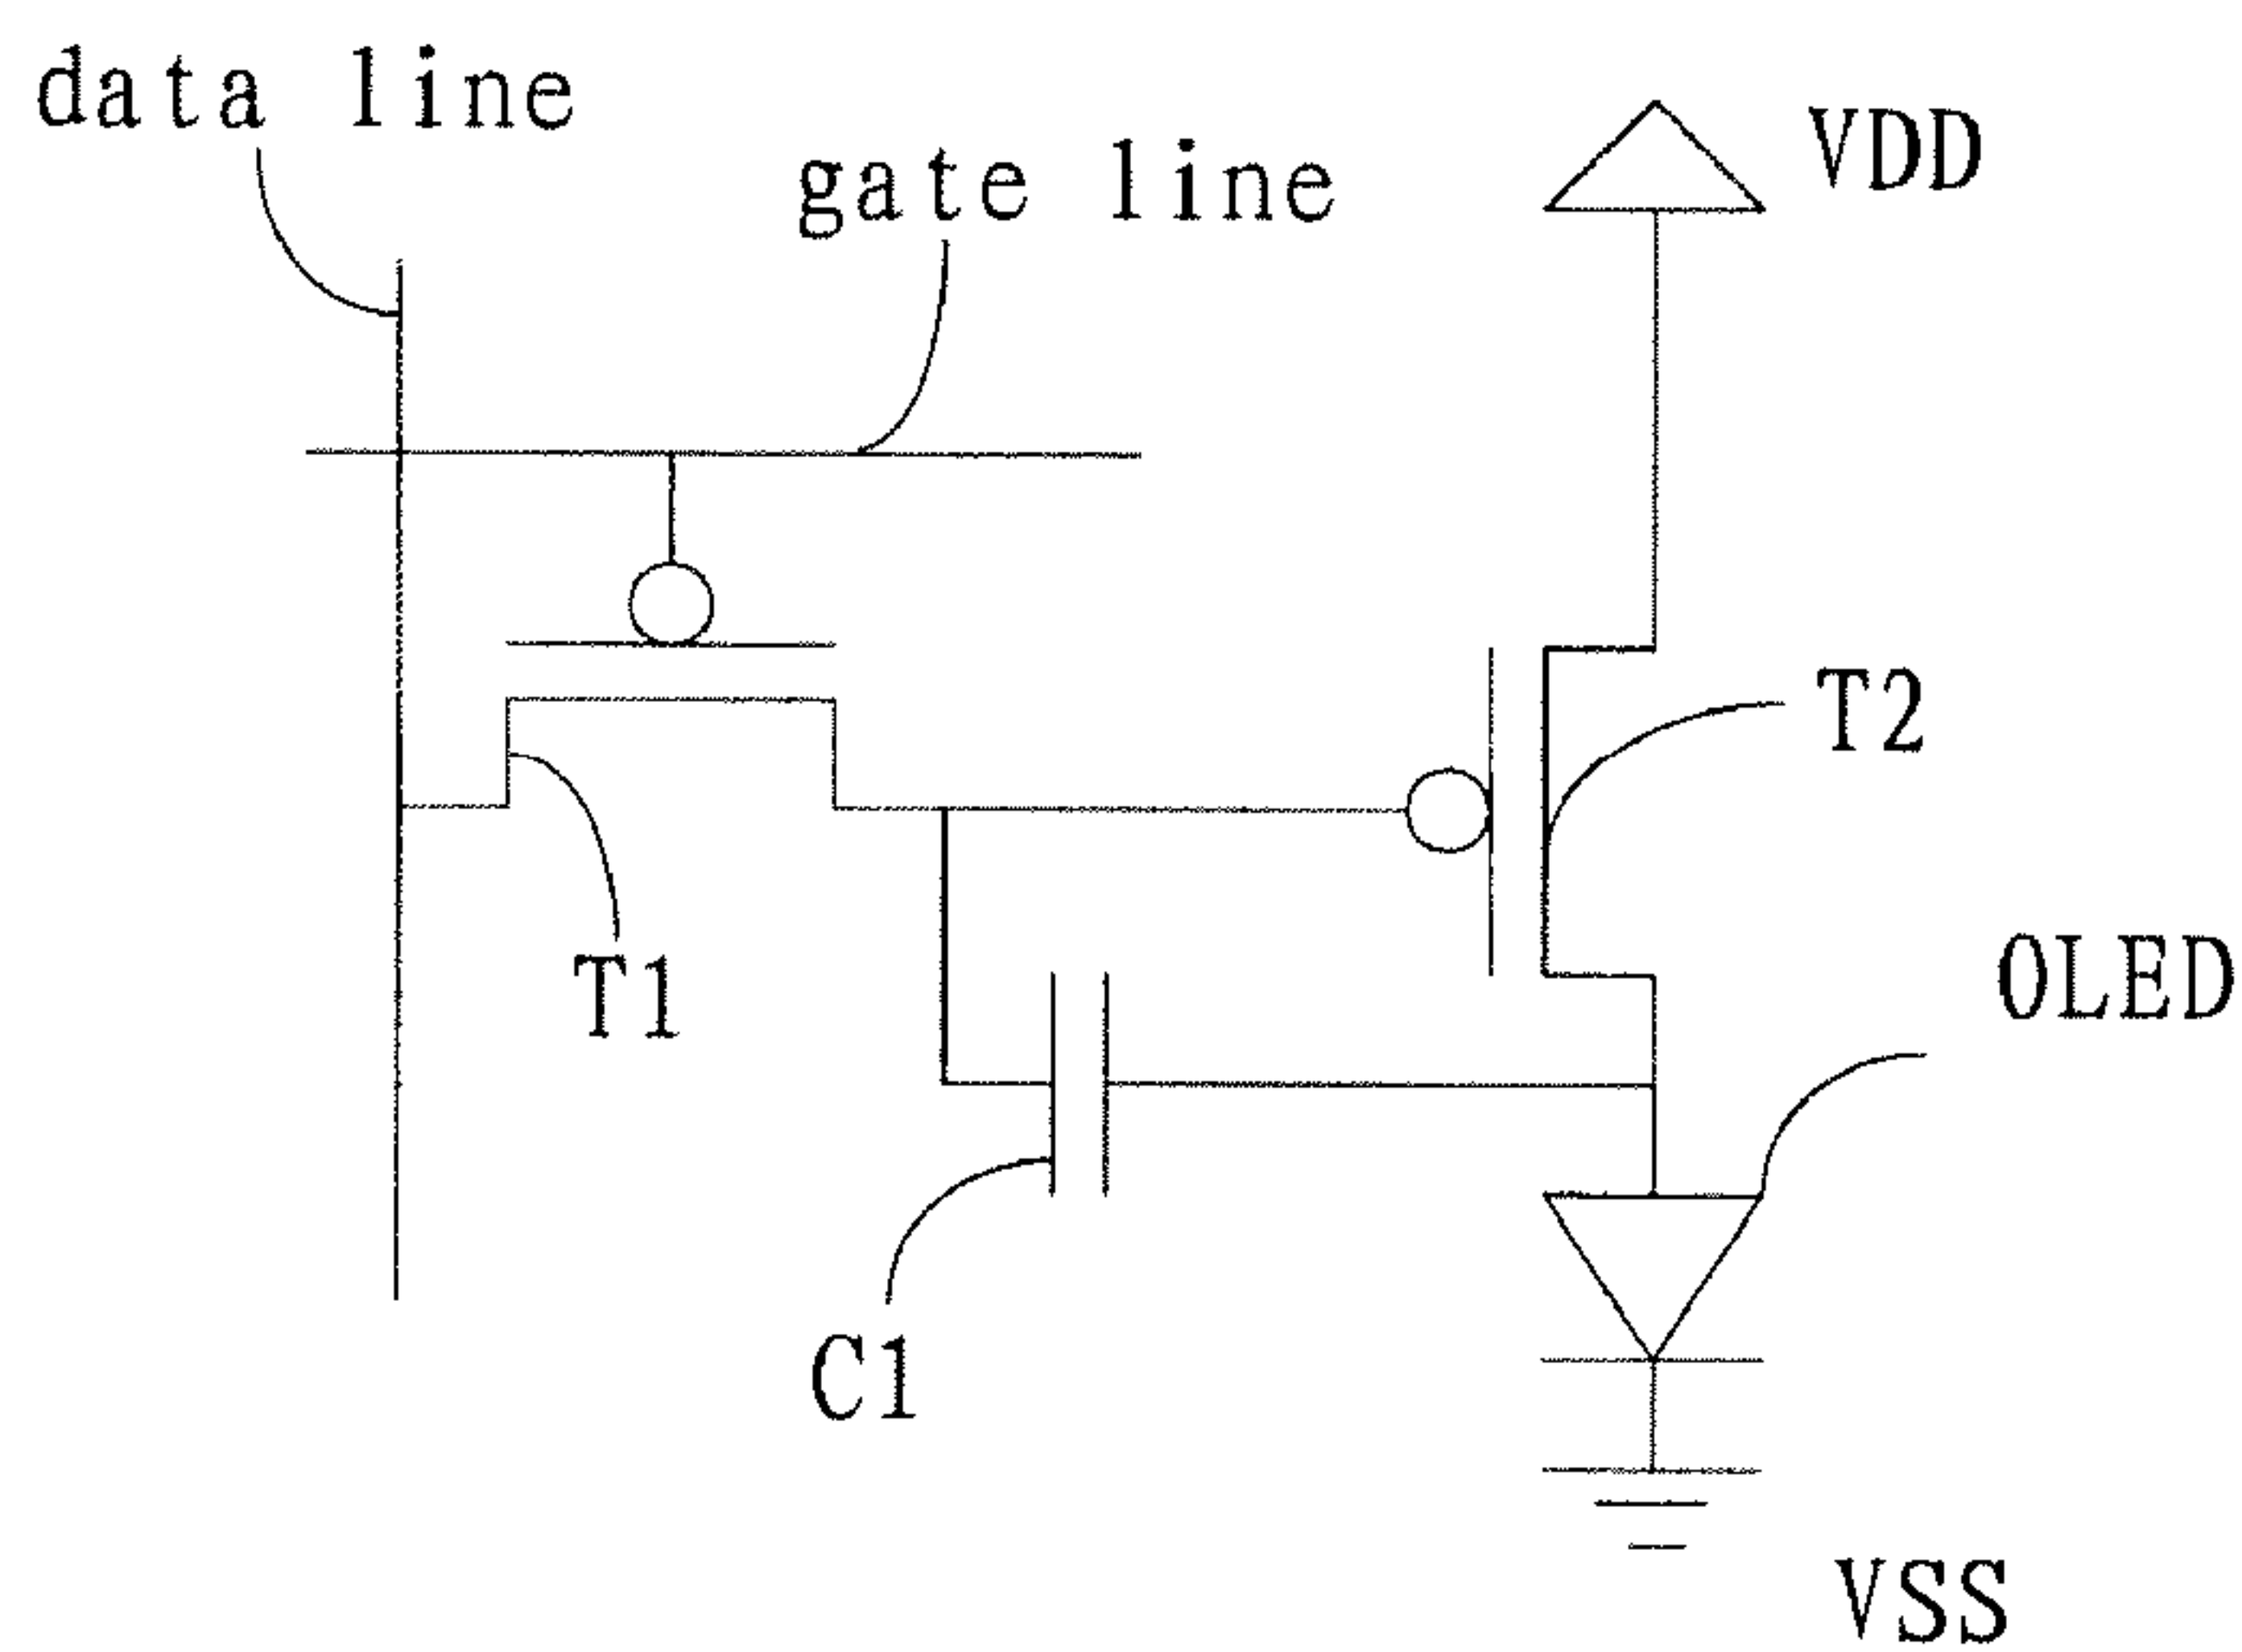 data line
gate line
VDD
T2
T1
OLED
C1
VSS